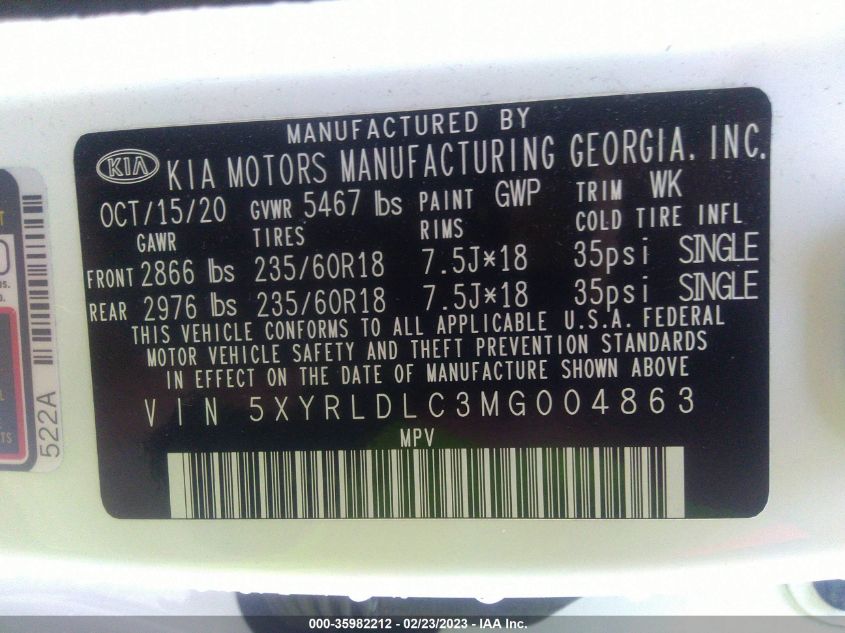 MANUFACTURED BY
KIA KIA MOTORS MANUFACTURING GEORGIA, INC.
OCT/15/20 GVWR 5467 lbs PAINT GWP TRIM WK
GAWR TIRES RIMS COLD TIRE INFL
FRONT 2866 lbs 235/60R18 7.5J*18 35psi SINGLE
REAR 2976 lbs 235/60R18 7.5J*18 35psi SINGLE
THIS VEHICLE CONFORMS TO ALL APPLICABLE U.S.A. FEDERAL
MOTOR VEHICLE SAFETY AND THEFT PREVENTION STANDARDS
IN EFFECT ON THE DATE OF MANUFACTURE SHOWN ABOVE
VIN 5XYRLDLC3MG004863
MPV
522A
000-35982212 - 02/23/2023 - IAA Inc.